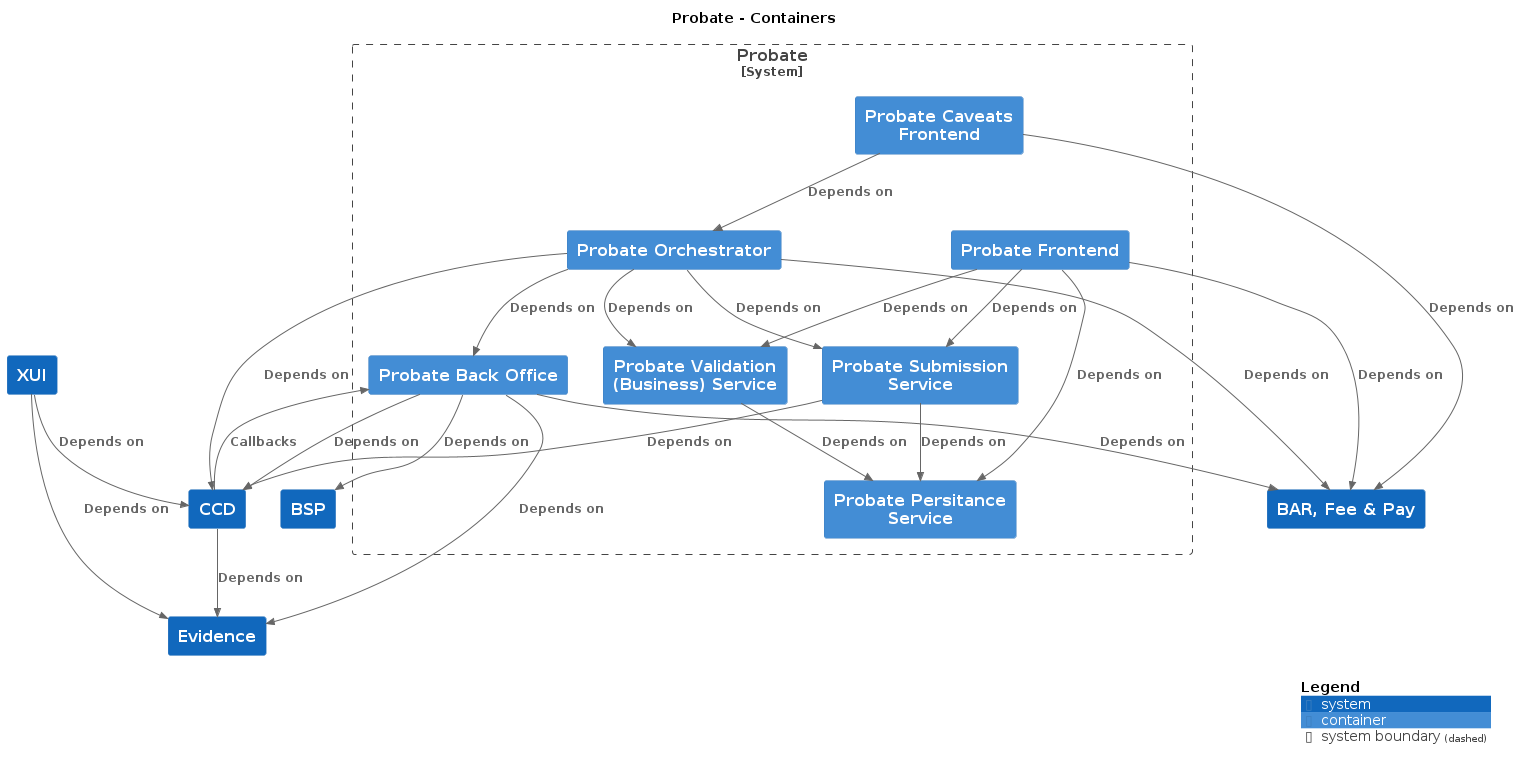 Probate - Containers
Probate
[System]
Probate Caveats
Frontend
Depends on
Probate Orchestrator
Probate Frontend
Depends on
Depends on
Depends on
Depends on
Depends on
Depends on
XUI
Depends on
Probate Back Office
Probate Validation
(Business) Service
Probate Submission
Service
Depends on
Depends on
Depends on
Depends on
Callbacks
Depends on
Depends on
Depends on
Depends on
Depends on
Depends on
Depends on
CCD
BSP
Depends on
Probate Persitance
Service
BAR, Fee & Pay
Depends on
Evidence
Legend
system
container
system boundary (dashed)